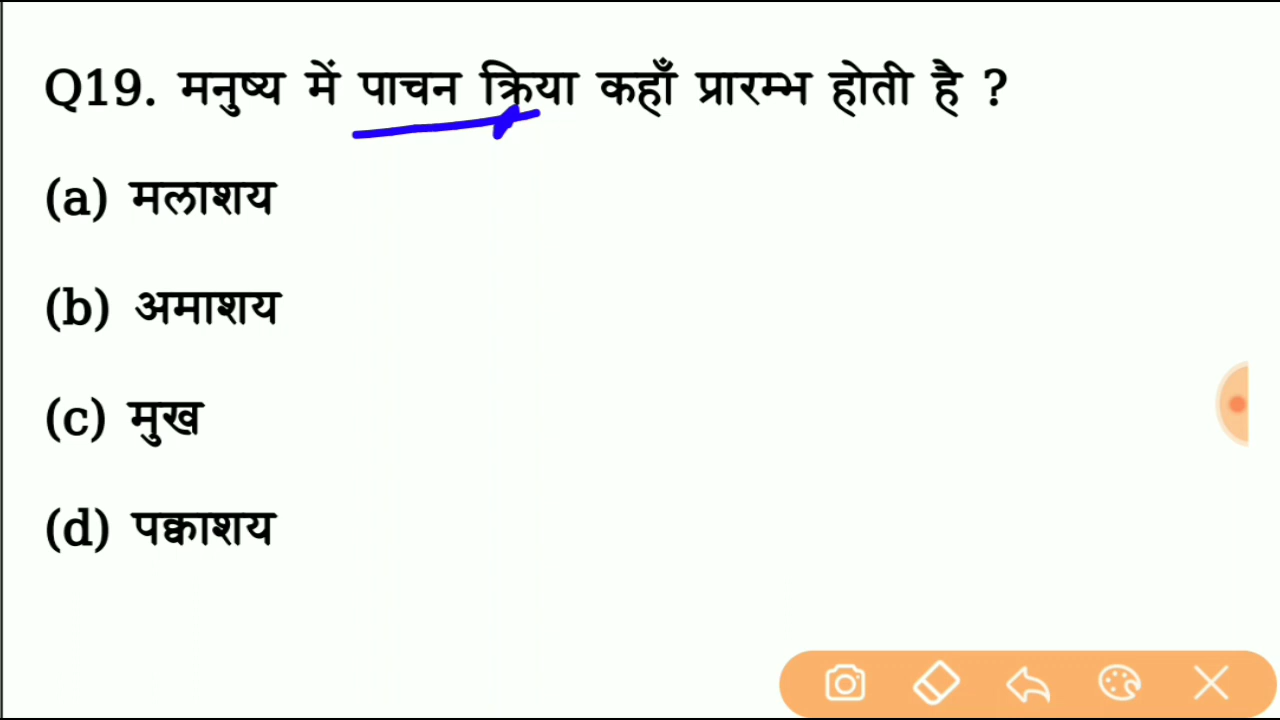 Q19. मनुष्य में पाचन क्रिया कहाँ प्रारम्भ होती है ?
(a) मलाशय
(b) अमाशय
(c) मुख
(d) पक्वाशय